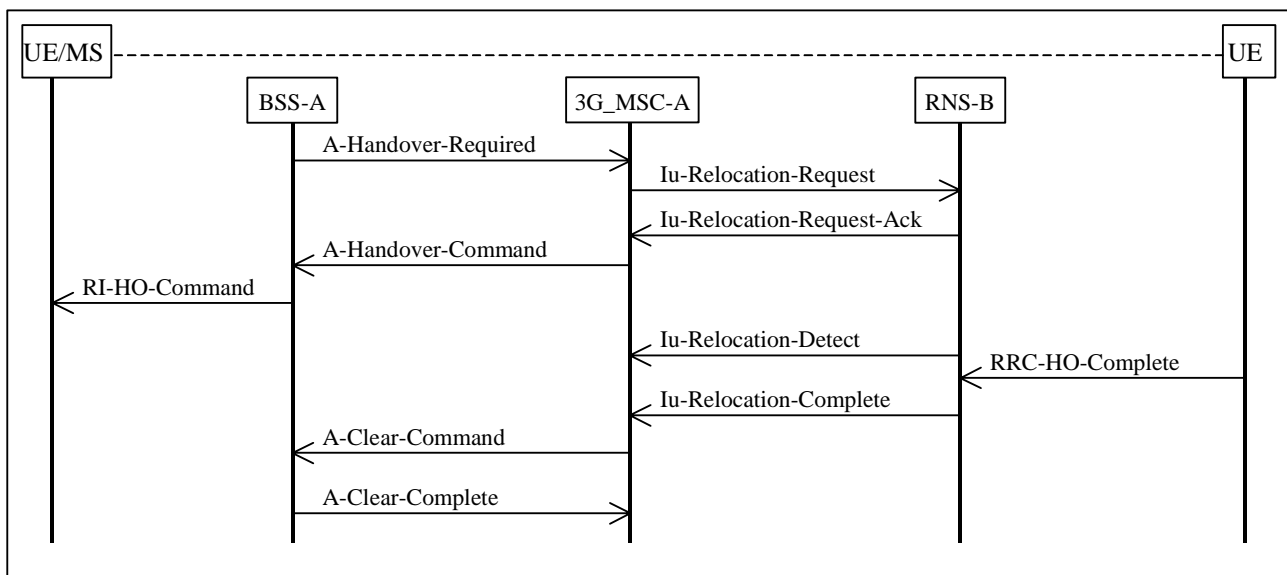 UE/MS
UE
BSS-A
3G_MSC-A
RNS-B
A-Handover-Required
Iu-Relocation-Request
Iu-Relocation-Request-Ack
A-Handover-Command
RI-HO-Command
Iu-Relocation-Detect
RRC-HO-Complete
Iu-Relocation-Complete
A-Clear-Command
A-Clear-Complete